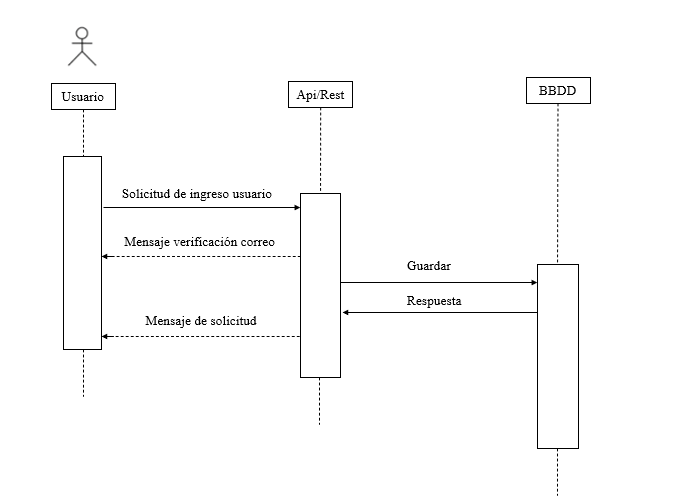 Usuario
Api/Rest
BBDD
Solicitud de ingreso usuario
Mensaje verificación correo
Guardar
Respuesta
Mensaje de solicitud